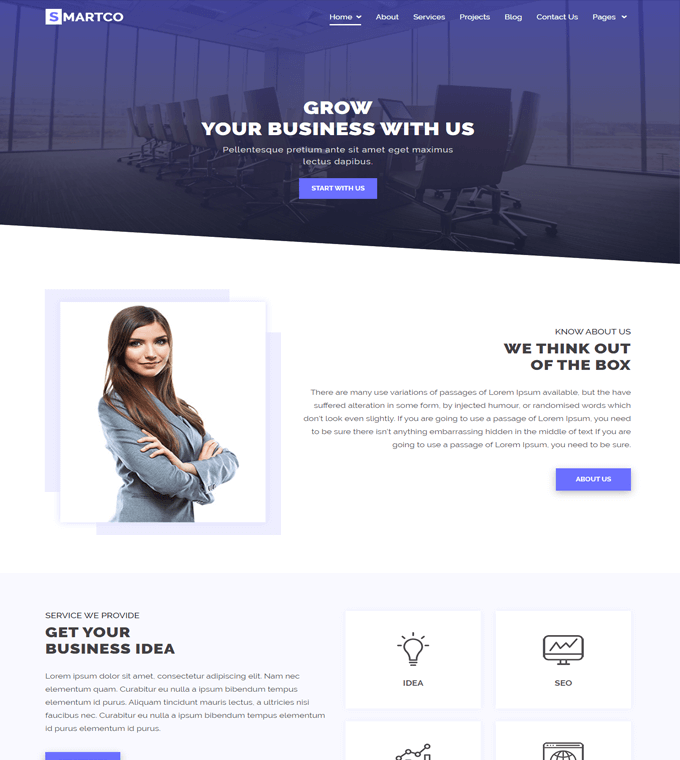 SMARTCO
Home About Services Projects Blog Contact Us Pages
GROW
YOUR BUSINESS WITH US
Pellentesque pretium ante sit amet eget maximus
lectus dapibus.
START WITH US
KNOW ABOUT US
WE THINK OUT
OF THE BOX
There are many use variations of passages of Lorem Ipsum available, but the have
suffered alteration in some form, by injected humour, or randomised words which
don't look even slightly. If you are going to use a passage of Lorem Ipsum, you need
to be sure there isn't anything embarrassing hidden in the middle of text If you are
going to use a passage of Lorem Ipsum, you need to be sure.
ABOUT US
SERVICE WE PROVIDE
GET YOUR
BUSINESS IDEA
Lorem ipsum dolor sit amet, consectetur adipiscing elit. Nam nec
elementum quam. Curabitur eu nulla a ipsum bibendum tempus
elementum id purus. Aliquam tincidunt mauris lectus, a ultricies nisi
faucibus nec. Curabitur eu nulla a ipsum bibendum tempus elementum
id purus elementum id purus.
IDEA
SEO